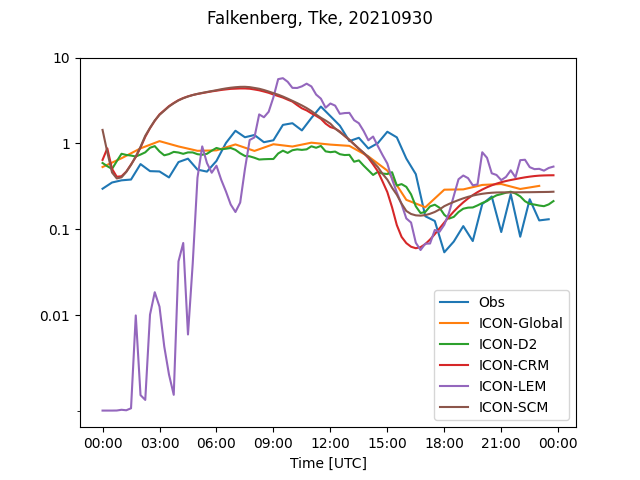 Falkenberg, Tke, 20210930
10
1
0.1
0.01
Obs
ICON-Global
ICON-D2
ICON-CRM
ICON-LEM
ICON-SCM
00:00 03:00 06:00 09:00 12:00 15:00 18:00 21:00 00:00
Time [UTC]